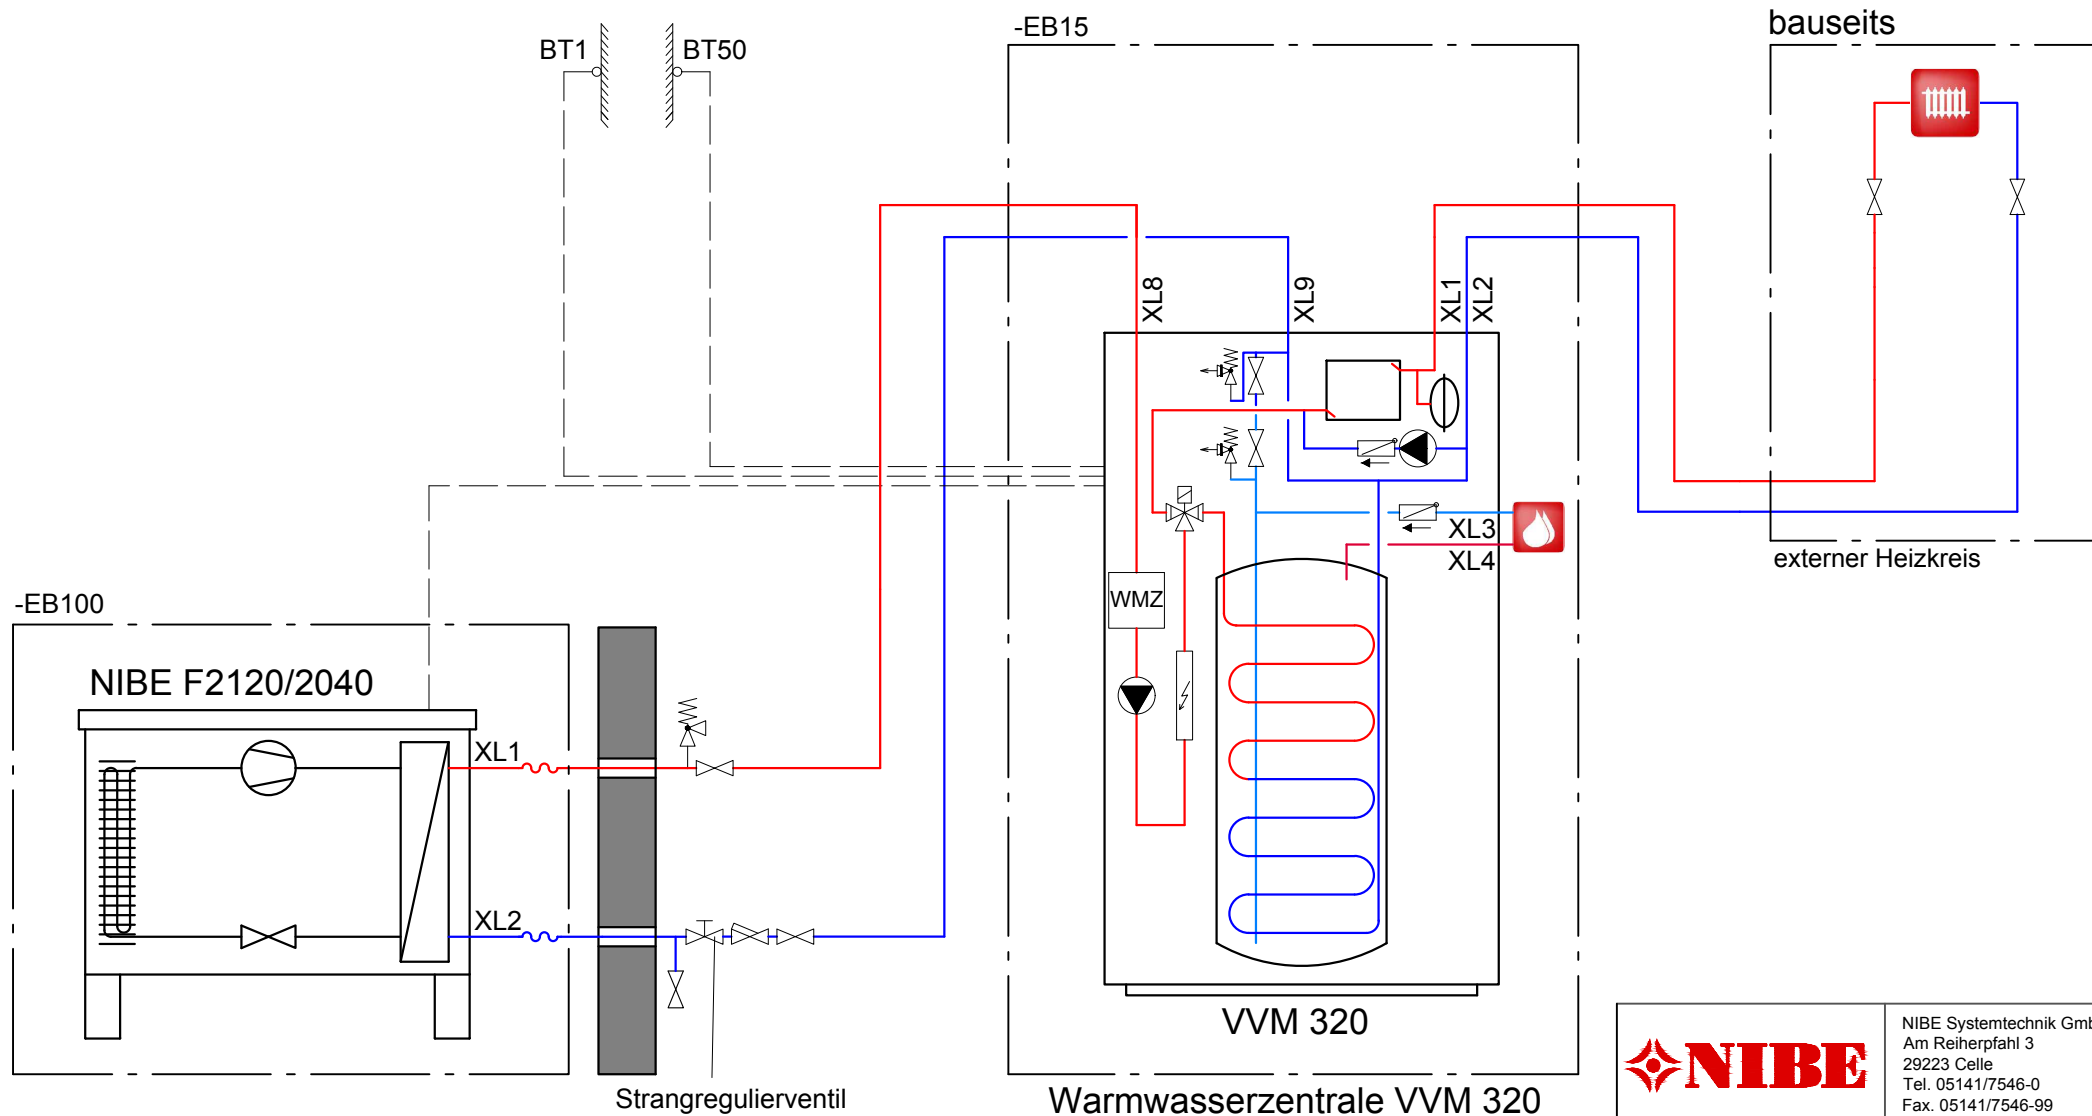 BT1
BT50
-EB15
bauseits
XL8
XL9
XL1
XL2
XL3
XL4
externer Heizkreis
WMZ
-EB100
NIBE F2120/2040
XL1
XL2
VVM 320
Strangregulierventil
Warmwasserzentrale VVM 320
NIBE
NIBE Systemtechnik Gmb
Am Reiherpfahl 3
29223 Celle
Tel. 05141/7546-0
Fax. 05141/7546-99